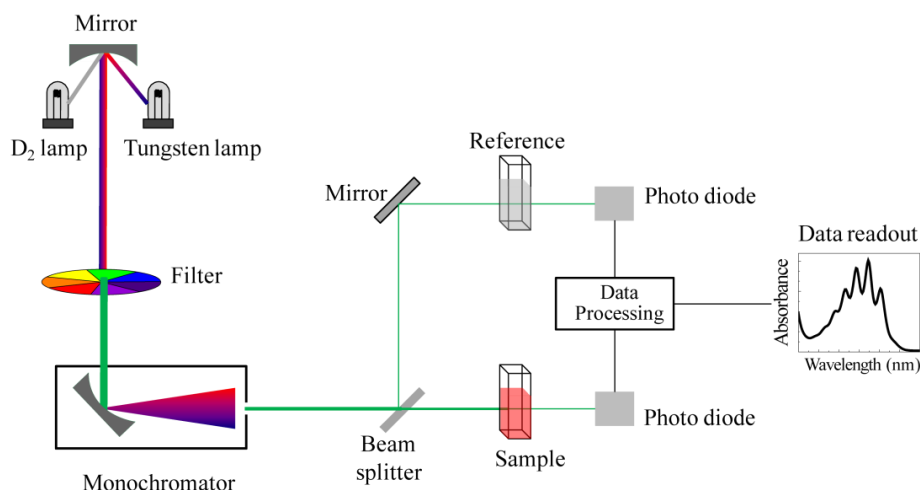 Mirror
D₂ lamp
Tungsten lamp
Filter
Monochromator
Mirror
Beam
splitter
Reference
Sample
Photo diode
Photo diode
Data
Processing
Data readout
Absorbance
Wavelength (nm)